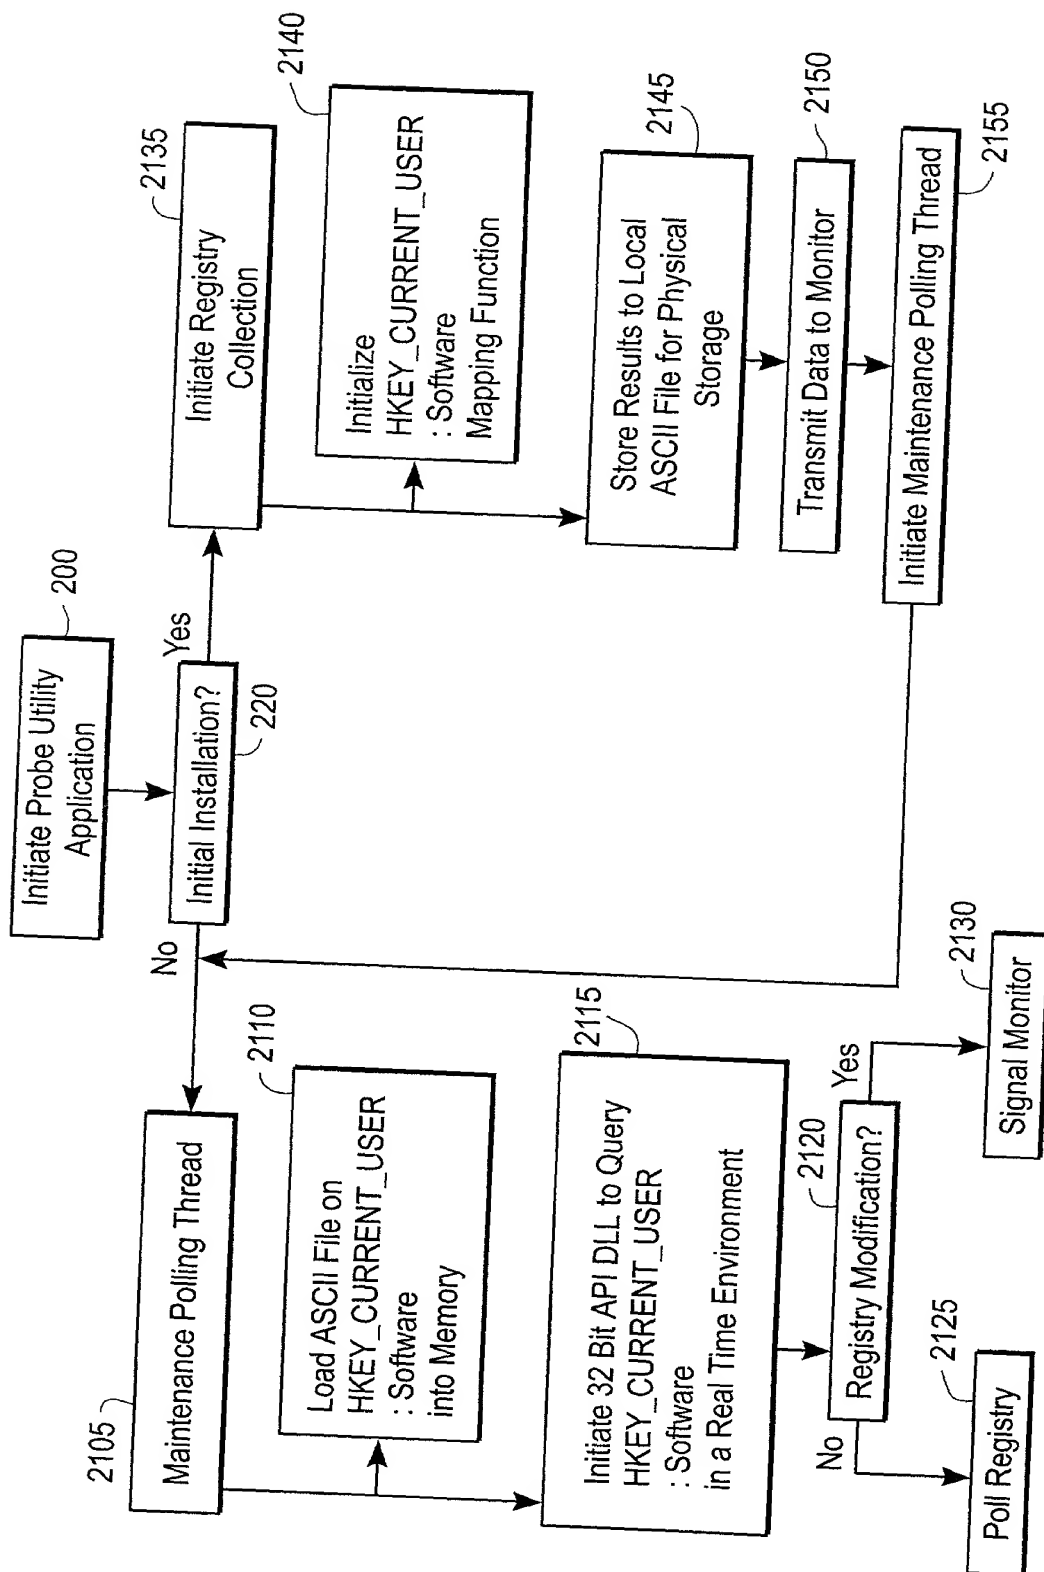 Initiate Probe Utility
Application
200
Initial Installation?
220
No
Yes
Maintenance Polling Thread
2105
Load ASCII File on
HKEY_CURRENT_USER
: Software
into Memory
2110
Initiate 32 Bit API DLL to Query
HKEY_CURRENT_USER
: Software
in a Real Time Environment
2115
Registry Modification?
2120
No
Yes
Poll Registry
2125
Signal Monitor
2130
Initiate Registry
Collection
2135
Initialize
HKEY_CURRENT_USER
: Software
Mapping Function
2140
Store Results to Local
ASCII File for Physical
Storage
2145
Transmit Data to Monitor
2150
Initiate Maintenance Polling Thread
2155